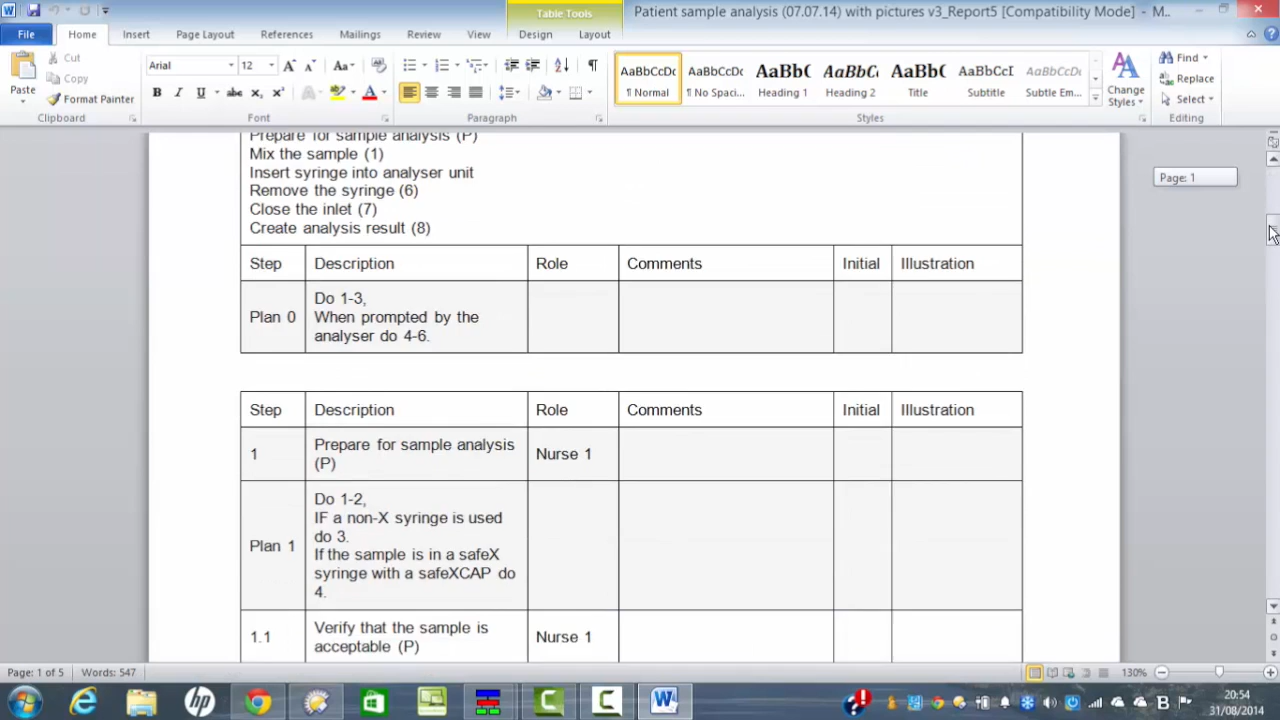 Table Tools
Patient sample analysis (07.07.14) with pictures v3_Report5 [Compatibility Mode] - M...
File Home Insert Page Layout References Mailings Review View Design Layout
Paste
Cut
Copy
Format Painter
Clipboard
Arial 12
Font
Paragraph
AaBbCcDc AaBbCcDc AaBbC AaBbC AaBbC AaBbCcI AaBbCcDc
¶ Normal ¶ No Spaci... Heading 1 Heading 2 Title Subtitle Subtle Em...
Styles
Change
Styles
Find
Replace
Select
Editing
Prepare for sample analysis (P)
Mix the sample (1)
Insert syringe into analyser unit
Remove the syringe (6)
Close the inlet (7)
Create analysis result (8)
Page: 1
Step Description Role Comments Initial Illustration
Plan 0
Do 1-3,
When prompted by the
analyser do 4-6.
Step Description Role Comments Initial Illustration
1
Prepare for sample analysis
(P)
Nurse 1
Plan 1
Do 1-2,
IF a non-X syringe is used
do 3.
If the sample is in a safeX
syringe with a safeXCAP do
4.
1.1
Verify that the sample is
acceptable (P)
Nurse 1
Page: 1 of 5 Words: 547 130%
20:54
31/08/2014